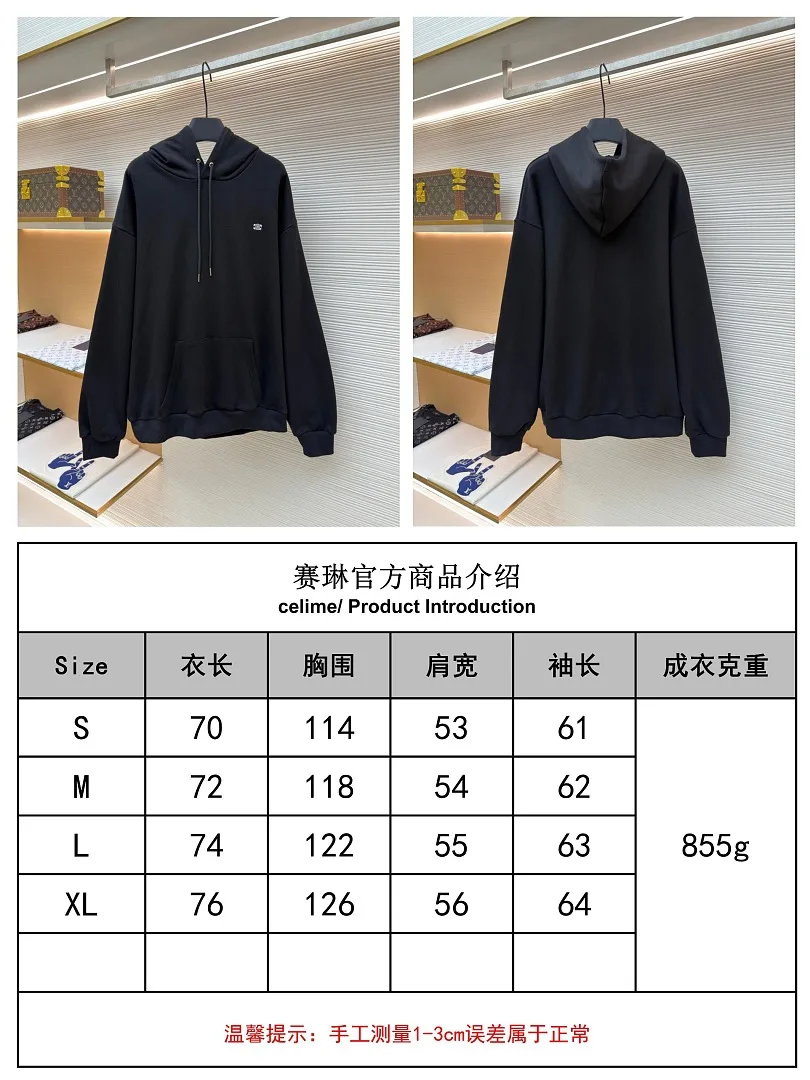 赛琳官方商品介绍
celime/ Product Introduction
Size 衣长 胸围 肩宽 袖长 成衣克重
S 70 114 53 61
M 72 118 54 62
L 74 122 55 63
855g
XL 76 126 56 64
温馨提示：手工测量1-3cm误差属于正常